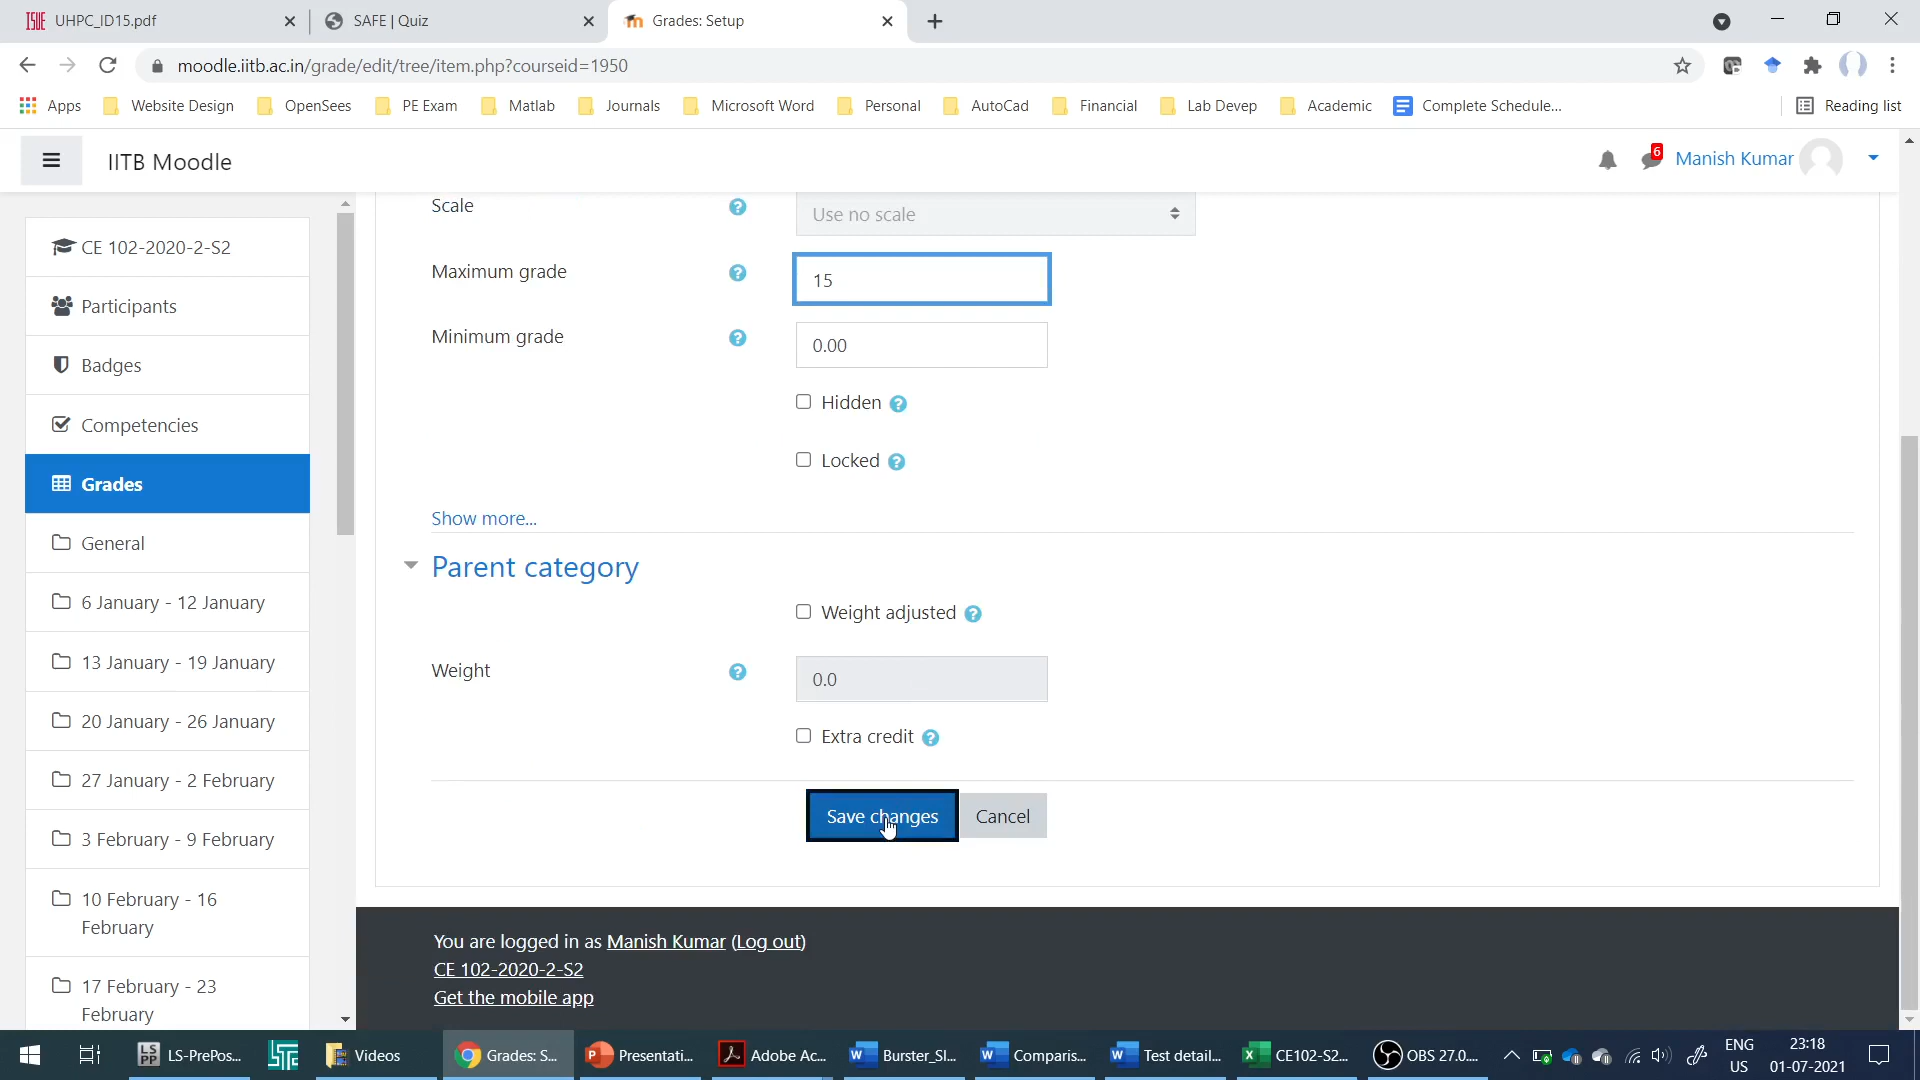 UHPC_ID15.pdf
SAFE | Quiz
Grades: Setup
moodle.iitb.ac.in/grade/edit/tree/item.php?courseid=1950
Apps
Website Design
OpenSees
PE Exam
Matlab
Journals
Microsoft Word
Personal
AutoCad
Financial
Lab Devep
Academic
Complete Schedule...
Reading list
IITB Moodle
6
Manish Kumar
CE 102-2020-2-S2
Participants
Badges
Competencies
Grades
General
6 January - 12 January
13 January - 19 January
20 January - 26 January
27 January - 2 February
3 February - 9 February
10 February - 16
February
17 February - 23
February
Scale
Use no scale
Maximum grade
15
Minimum grade
0.00
Hidden
Locked
Show more...
Parent category
Weight adjusted
Weight
0.0
Extra credit
Save changes
Cancel
You are logged in as Manish Kumar (Log out)
CE 102-2020-2-S2
Get the mobile app
LS-PrePos...
Videos
Grades: S...
Presentati...
Adobe Ac...
Burster_Sl...
Comparis...
Test detail...
CE102-S2...
OBS 27.0....
ENG
US
23:18
01-07-2021